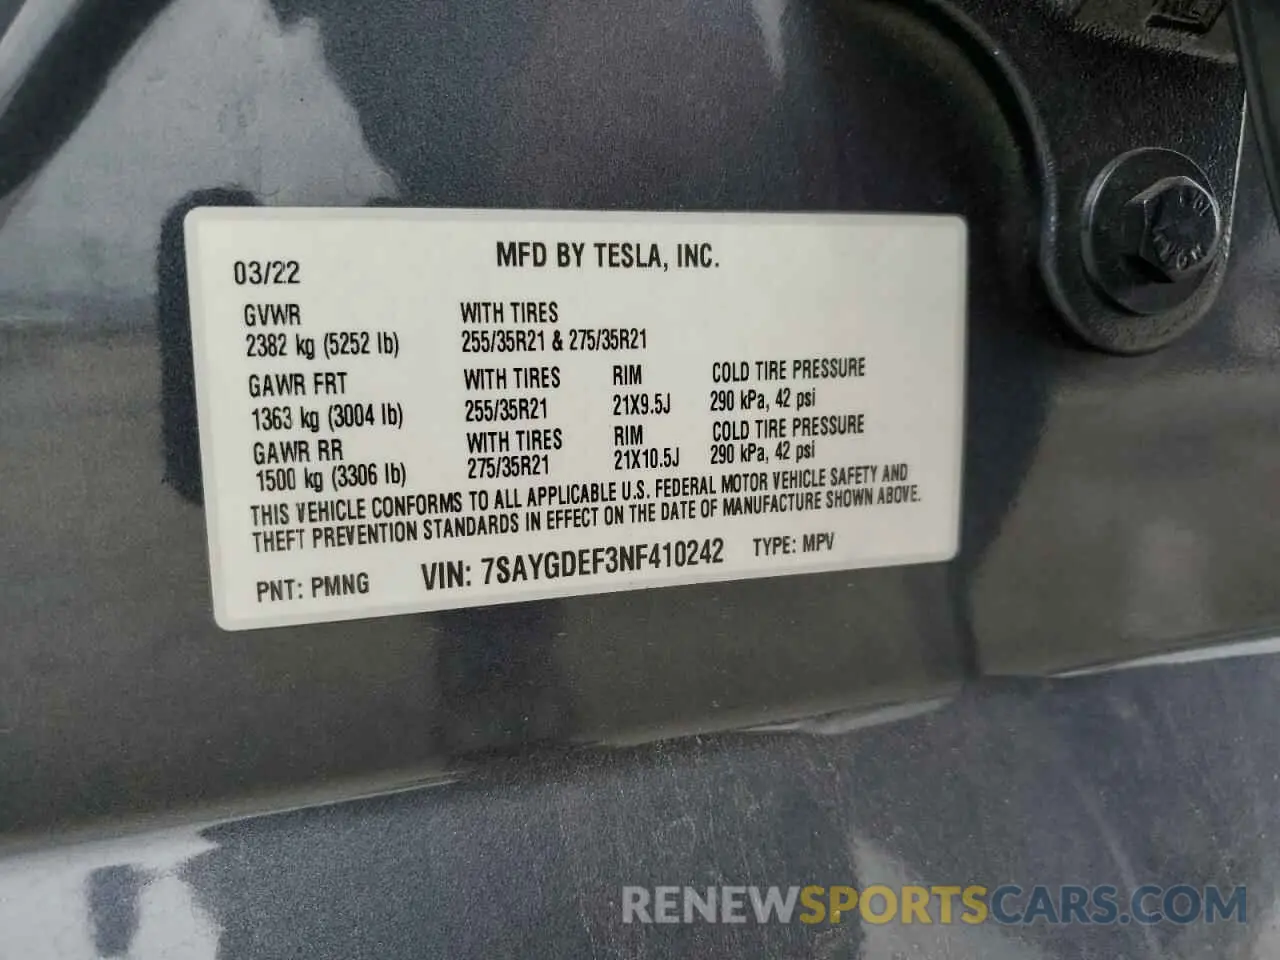 MFD BY TESLA, INC.
03/22
GVWR WITH TIRES
2382 kg (5252 lb) 255/35R21 & 275/35R21
GAWR FRT WITH TIRES RIM COLD TIRE PRESSURE
1363 kg (3004 lb) 255/35R21 21X9.5J 290 kPa, 42 psi
GAWR RR WITH TIRES RIM COLD TIRE PRESSURE
1500 kg (3306 lb) 275/35R21 21X10.5J 290 kPa, 42 psi
THIS VEHICLE CONFORMS TO ALL APPLICABLE U.S. FEDERAL MOTOR VEHICLE SAFETY AND
THEFT PREVENTION STANDARDS IN EFFECT ON THE DATE OF MANUFACTURE SHOWN ABOVE.
PNT: PMNG VIN: 7SAYGDEF3NF410242 TYPE: MPV
RENEWSPORTSCARS.COM